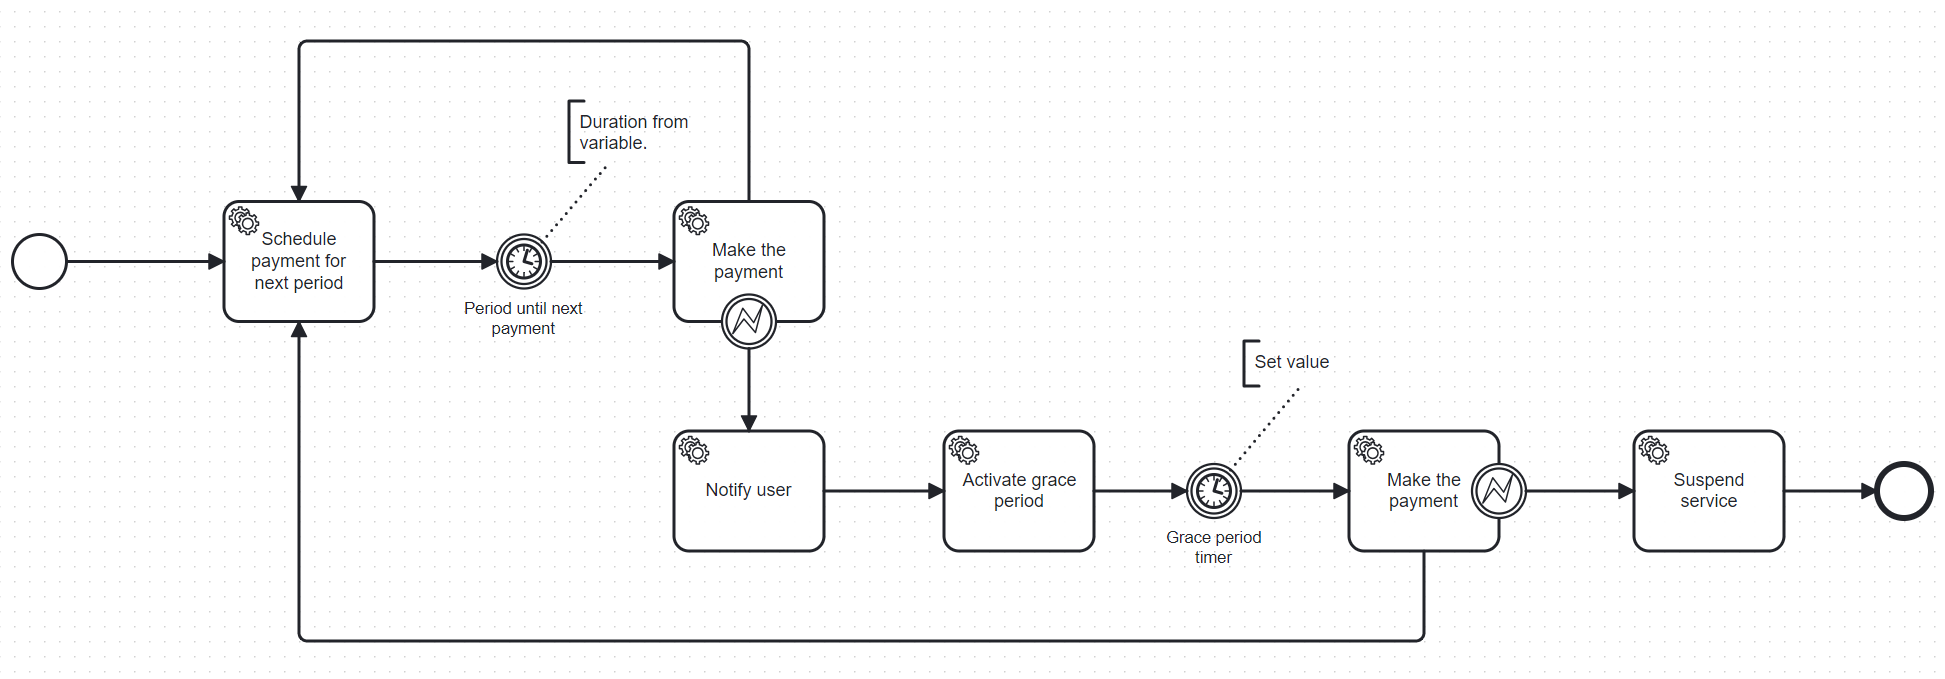 Duration from
variable.
Schedule
payment for
next period
Period until next
payment
Make the
payment
Set value
Notify user
Activate grace
period
Grace period
timer
Make the
payment
Suspend
service